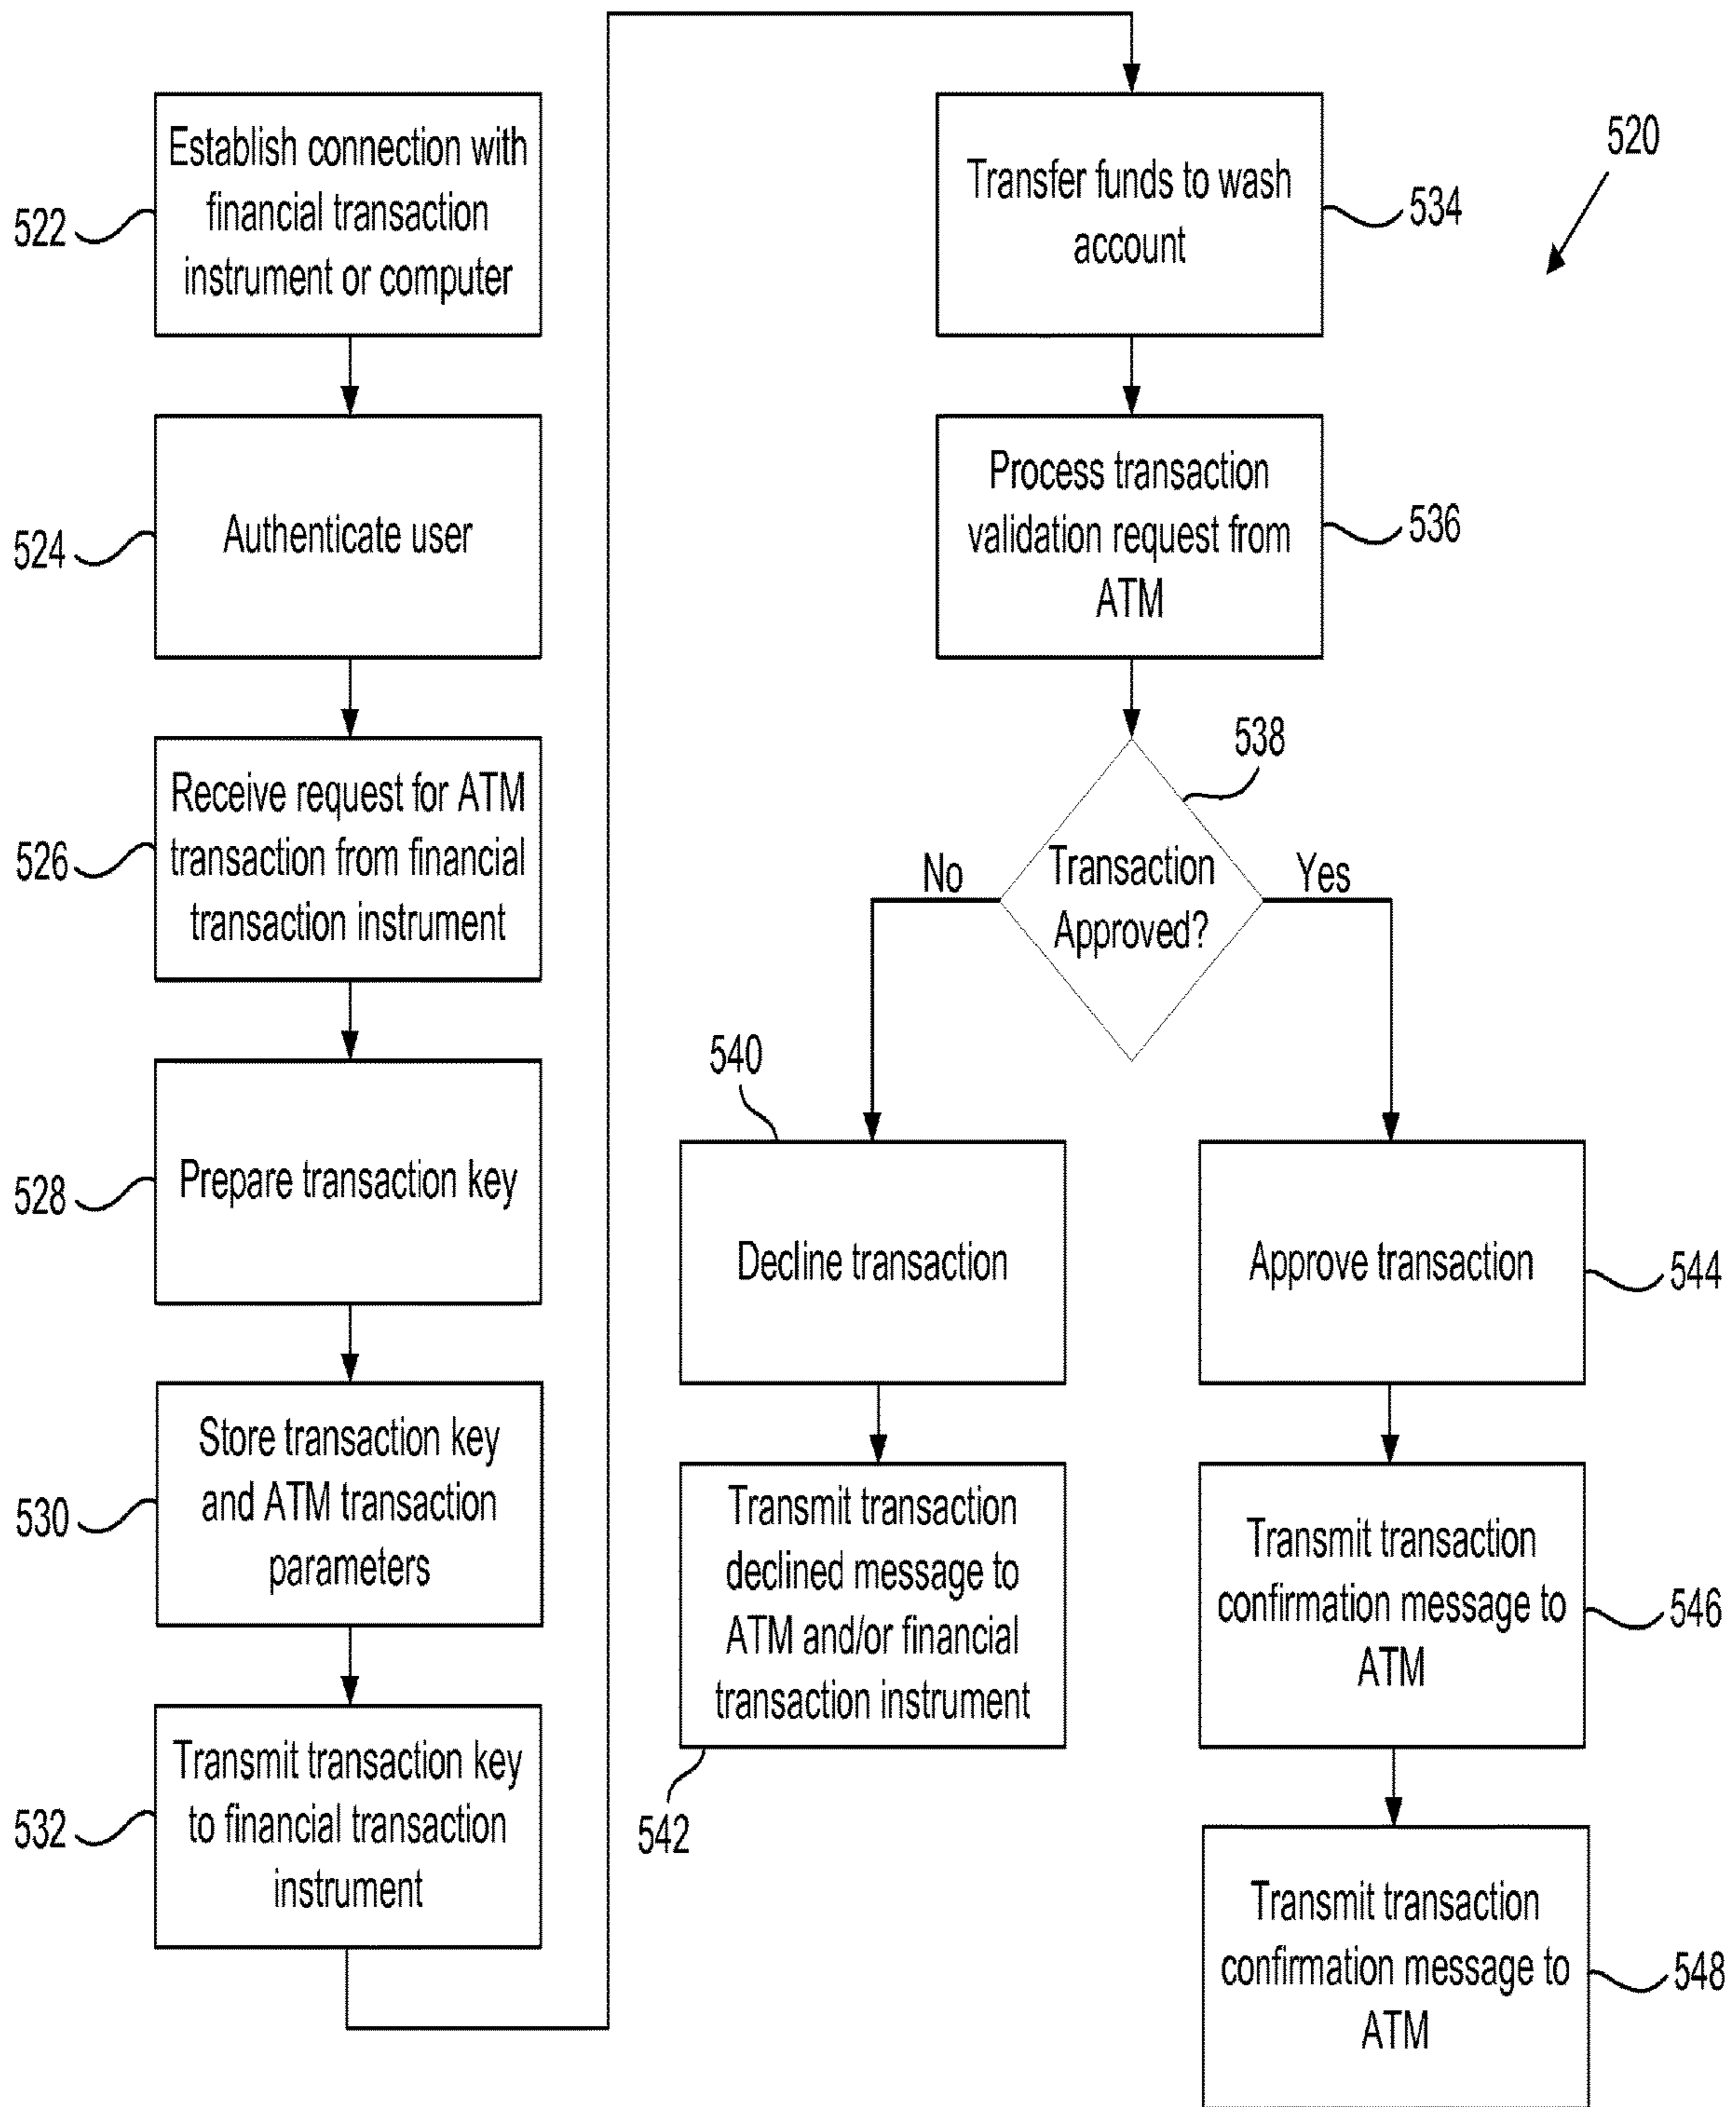 522
Establish connection with
financial transaction
instrument or computer
524
Authenticate user
526
Receive request for ATM
transaction from financial
transaction instrument
528
Prepare transaction key
530
Store transaction key
and ATM transaction
parameters
532
Transmit transaction key
to financial transaction
instrument
520
Transfer funds to wash
account
534
Process transaction
validation request from
ATM
536
538
Transaction
Approved?
No
Yes
540
Decline transaction
Transmit transaction
declined message to
ATM and/or financial
transaction instrument
542
Approve transaction
544
Transmit transaction
confirmation message to
ATM
546
Transmit transaction
confirmation message to
ATM
548